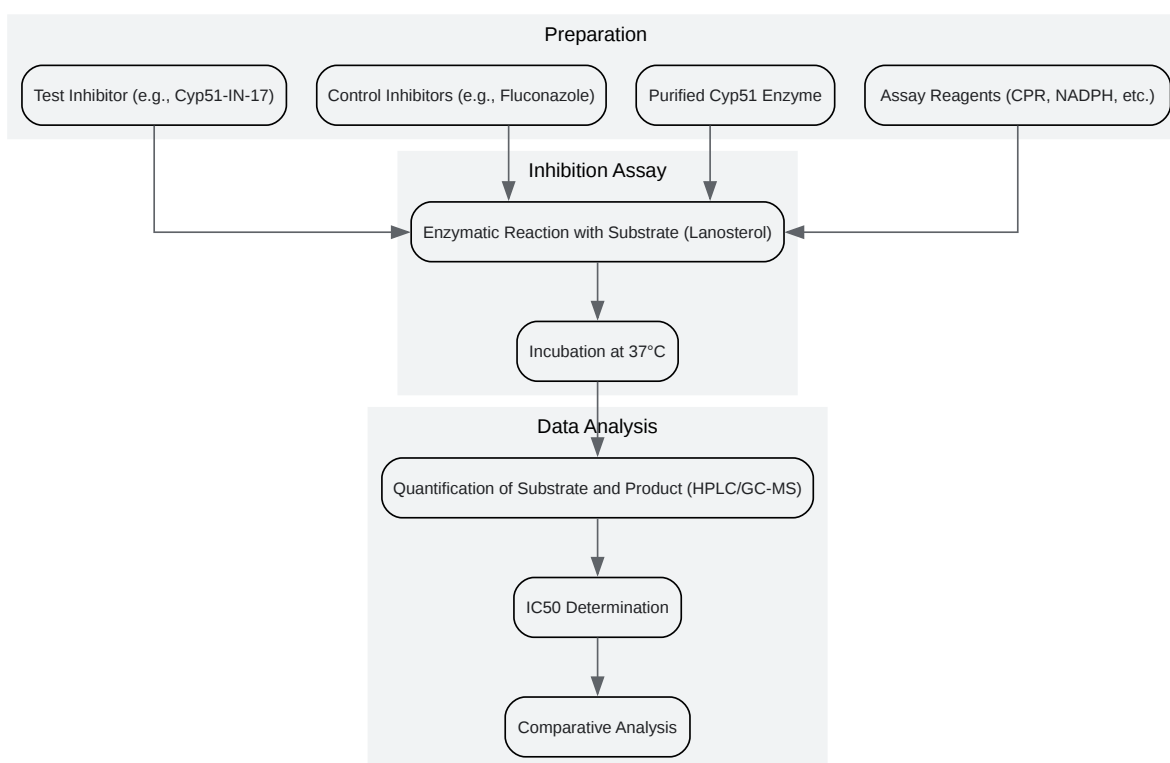 Preparation
Test Inhibitor (e.g., Cyp51-IN-17)
Control Inhibitors (e.g., Fluconazole)
Purified Cyp51 Enzyme
Assay Reagents (CPR, NADPH, etc.)
Inhibition Assay
Enzymatic Reaction with Substrate (Lanosterol)
Incubation at 37°C
Data Analysis
Quantification of Substrate and Product (HPLC/GC-MS)
IC50 Determination
Comparative Analysis